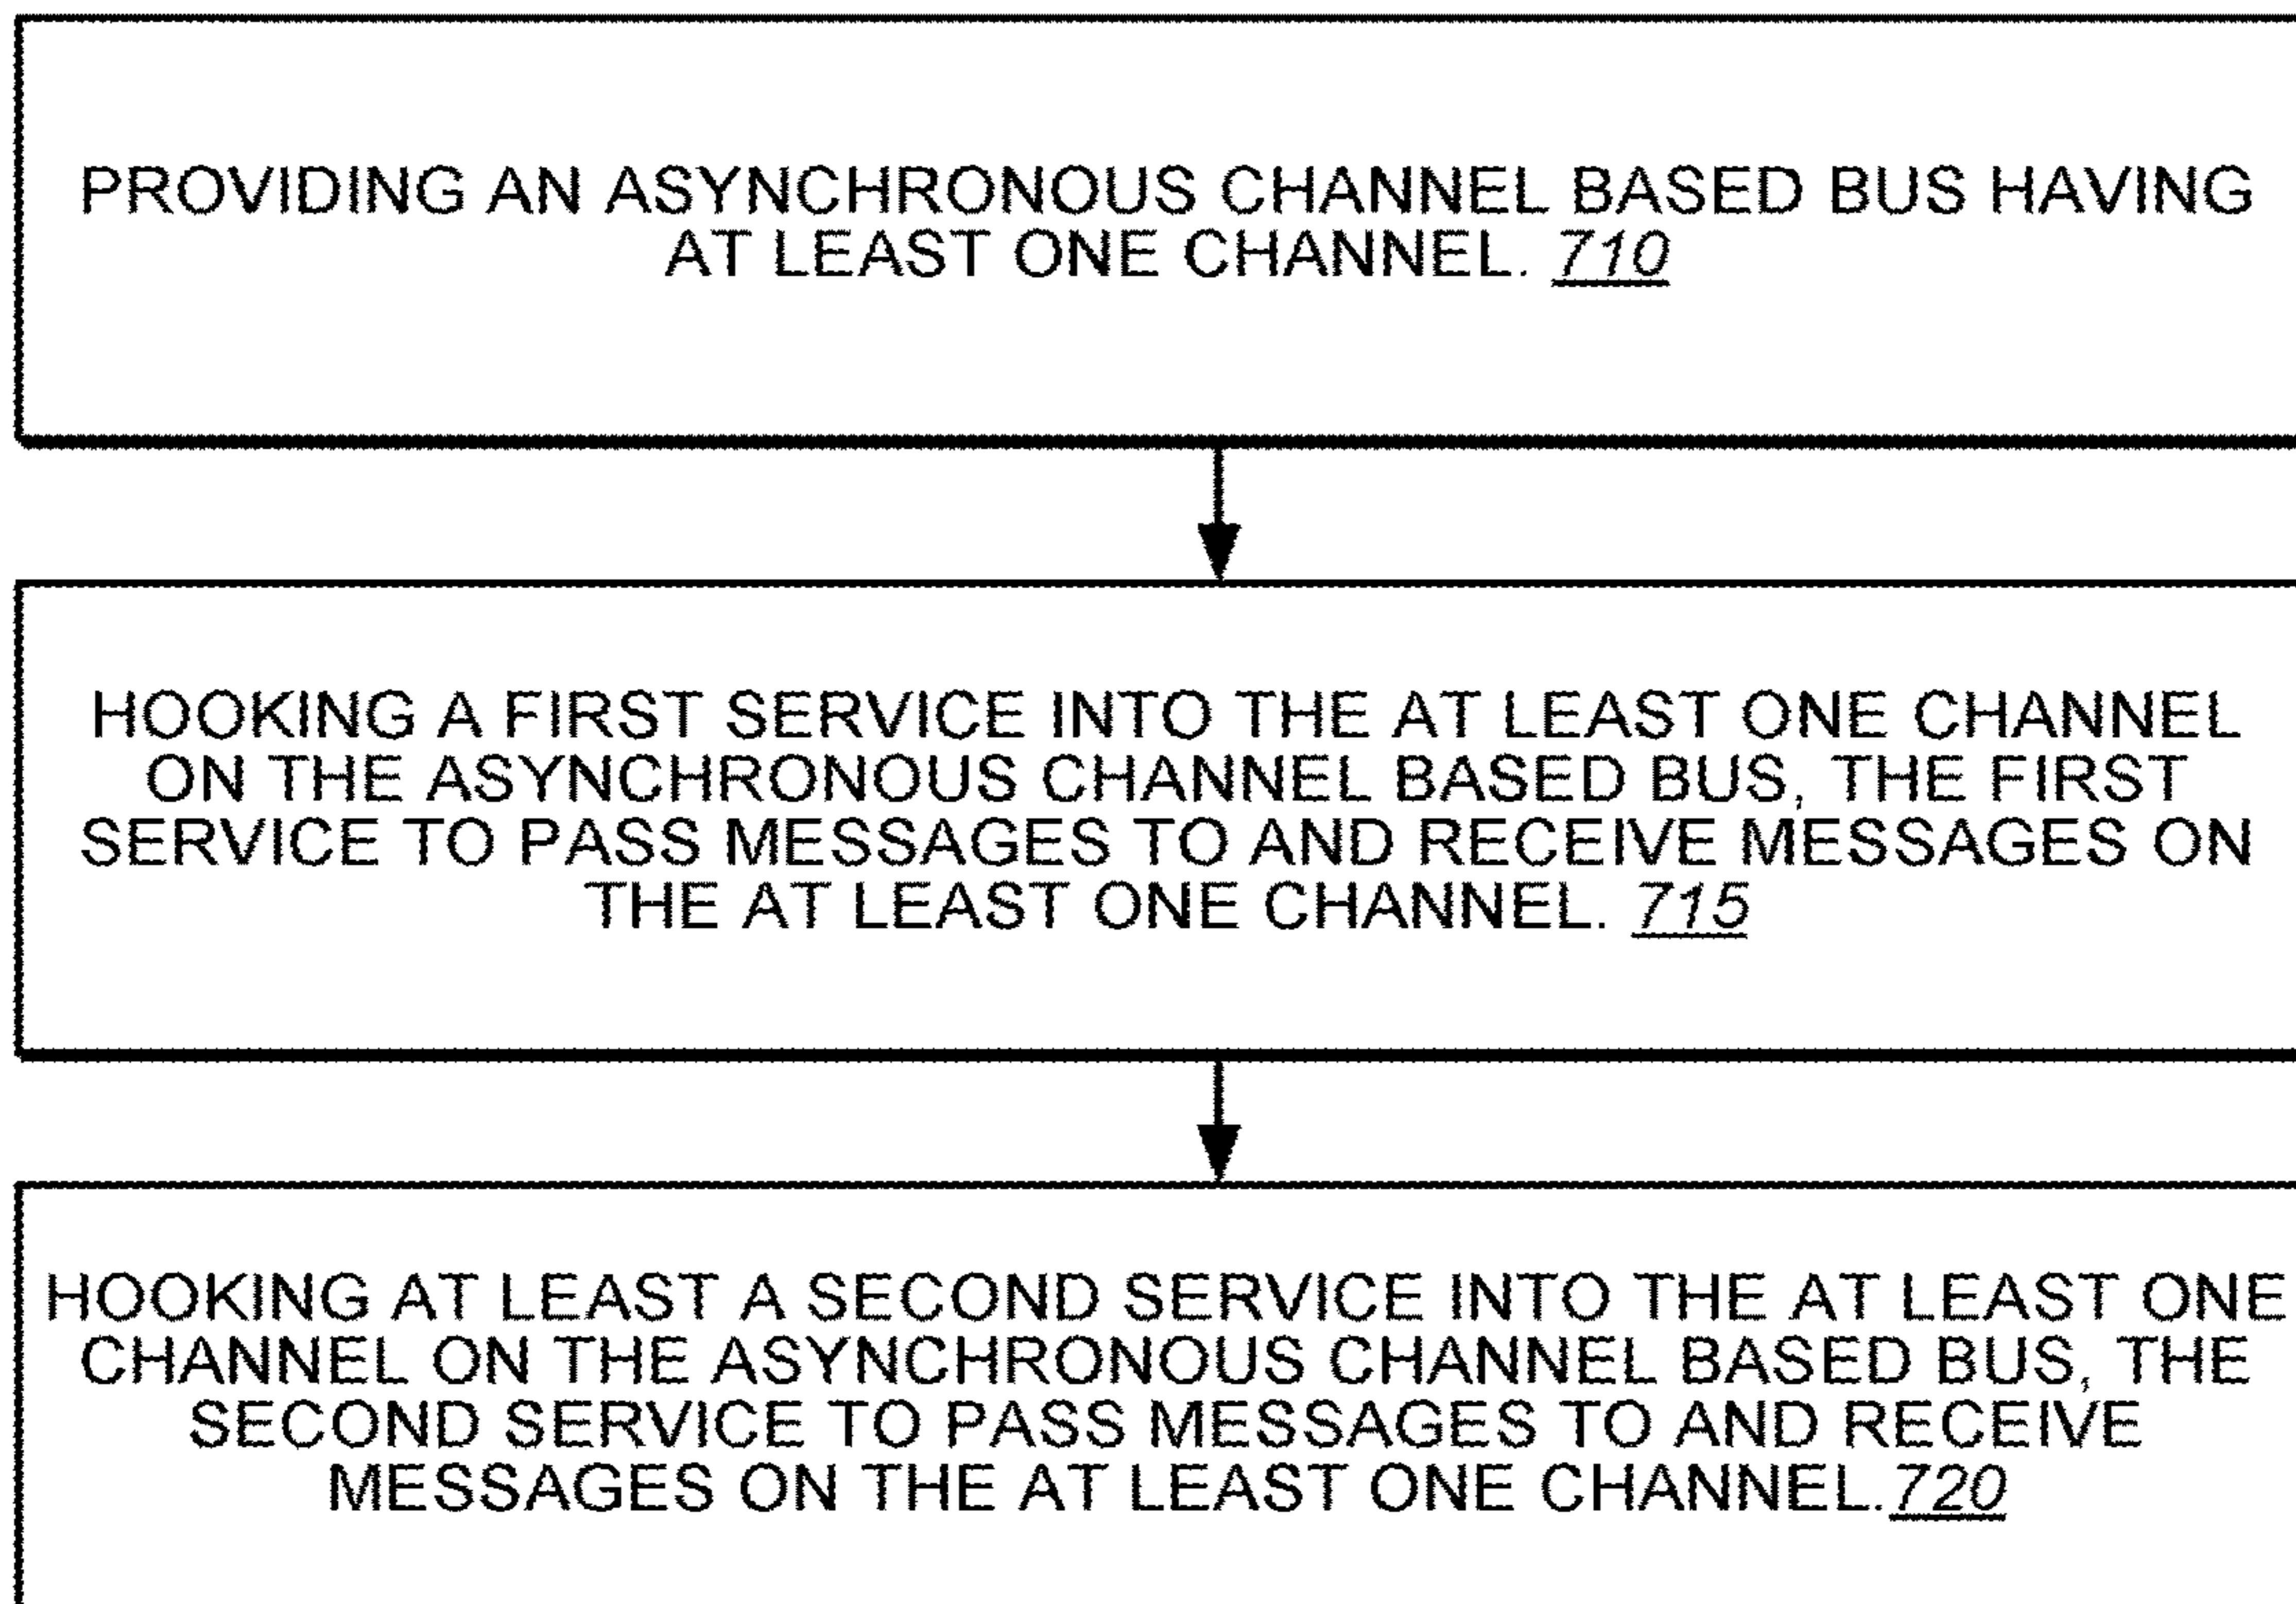 PROVIDING AN ASYNCHRONOUS CHANNEL BASED BUS HAVING
AT LEAST ONE CHANNEL. 710
HOOKING A FIRST SERVICE INTO THE AT LEAST ONE CHANNEL
ON THE ASYNCHRONOUS CHANNEL BASED BUS, THE FIRST
SERVICE TO PASS MESSAGES TO AND RECEIVE MESSAGES ON
THE AT LEAST ONE CHANNEL. 715
HOOKING AT LEAST A SECOND SERVICE INTO THE AT LEAST ONE
CHANNEL ON THE ASYNCHRONOUS CHANNEL BASED BUS, THE
SECOND SERVICE TO PASS MESSAGES TO AND RECEIVE
MESSAGES ON THE AT LEAST ONE CHANNEL.720